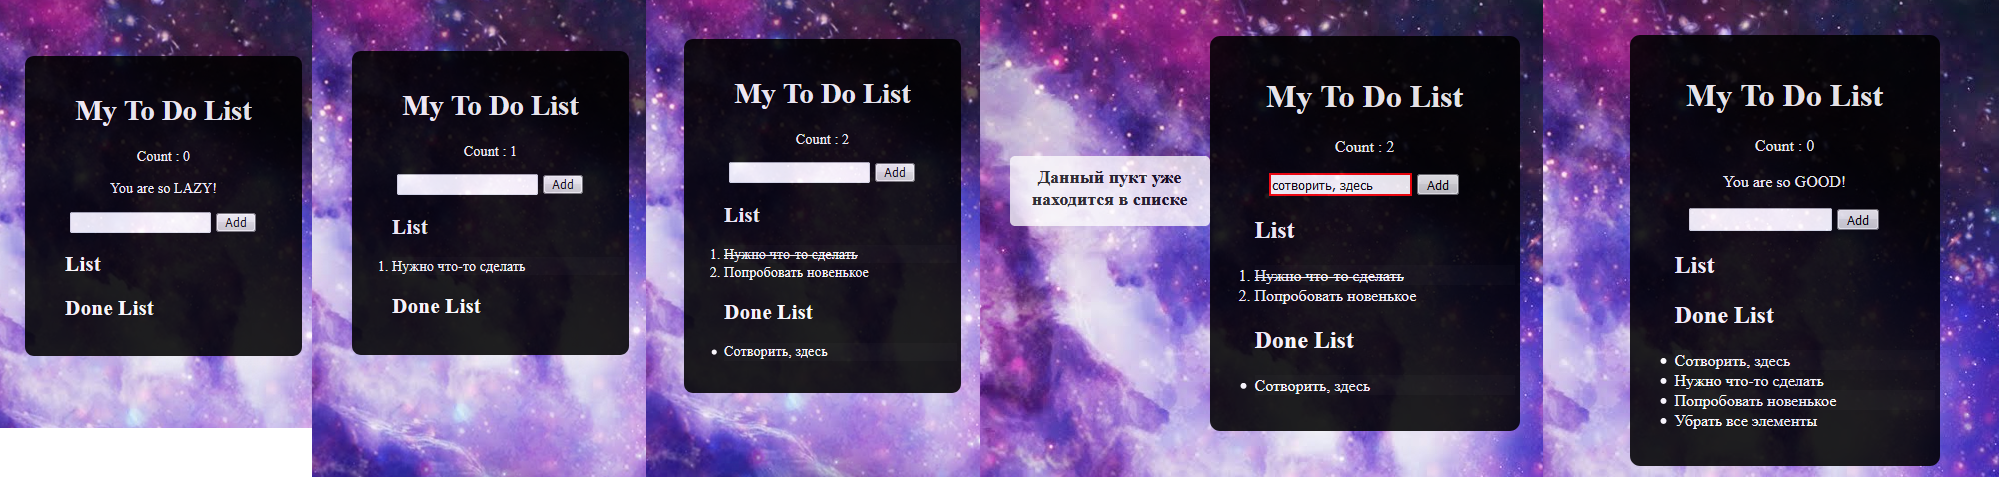 My To Do List
Count : 0
You are so LAZY!
Add
List
Done List
My To Do List
Count : 1
Add
List
1. Нужно что-то сделать
Done List
My To Do List
Count : 2
Add
List
1. Нужно что-то сделать
2. Попробовать новенькое
Done List
• Сотворить, здесь
Данный пукт уже
находится в списке
My To Do List
Count : 2
сотворить, здесь Add
List
1. Нужно что-то сделать
2. Попробовать новенькое
Done List
• Сотворить, здесь
My To Do List
Count : 0
You are so GOOD!
Add
List
Done List
• Сотворить, здесь
• Нужно что-то сделать
• Попробовать новенькое
• Убрать все элементы